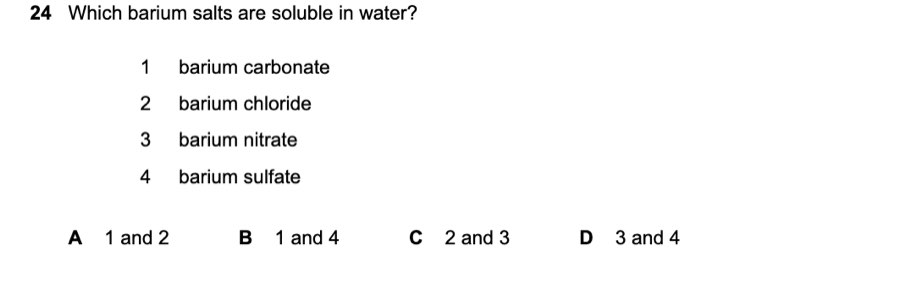 24 Which barium salts are soluble in water?
1 barium carbonate
2 barium chloride
3 barium nitrate
4 barium sulfate
A 1 and 2 B 1 and 4 C 2 and 3 D 3 and 4